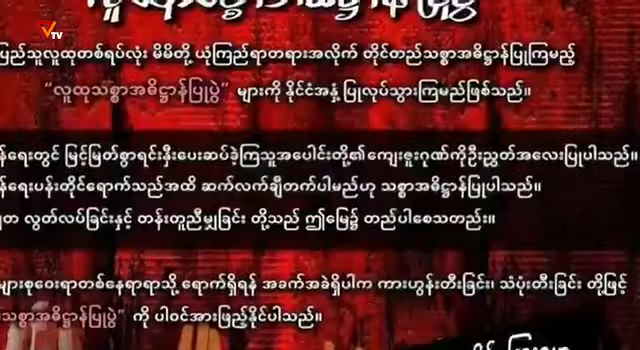 VTV
ပြည်သူလူထုတစ်ရပ်လုံး မိမိတို့ ယုံကြည်ရာတရားအလိုက် တိုင်တည်သစ္စာအဓိဋ္ဌာန်ပြုကြမည့်
“လူထုသစ္စာအဓိဋ္ဌာန်ပြုပွဲ” များကို နိုင်ငံအနှံ့ ပြုလုပ်သွားကြမည်ဖြစ်သည်။
န်ရေးတွင် မြင့်မြတ်စွာရင်းနှီးပေးဆပ်ခဲ့ကြသူအပေါင်းတို့၏ကျေးဇူးဂုဏ်ကိုဦးညွှတ်အလေးပြုပါသည်။
န်ရေးပန်းတိုင်ရောက်သည်အထိ ဆက်လက်ချီတက်ပါမည်ဟု သစ္စာအဓိဋ္ဌာန်ပြုပါသည်။
လွတ်လပ်ခြင်းနှင့် တန်းတူညီမျှခြင်း တို့သည် ဤမြေ၌ တည်ပါစေသတည်း။
များစုဝေးရာတစ်နေရာရာသို့ ရောက်ရှိရန် အခက်အခဲရှိပါက ကားဟွန်းတီးခြင်း၊ သံပုံးတီးခြင်း တို့ဖြင့်
သစ္စာအဓိဋ္ဌာန်ပြုပွဲ” ကို ပါဝင်အားဖြည့်နိုင်ပါသည်။